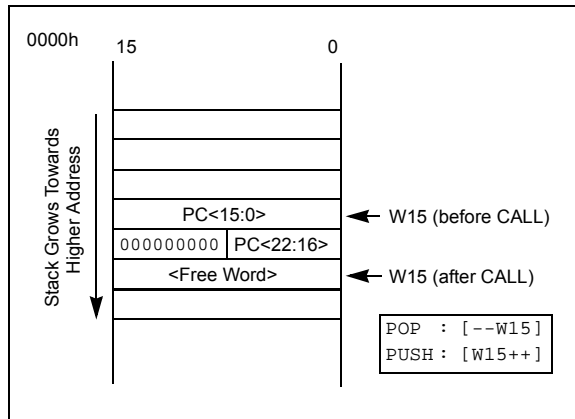 0000h
15 0
Stack Grows Towards
Higher Address
PC<15:0>
W15 (before CALL)
000000000 PC<22:16>
<Free Word>
W15 (after CALL)
POP : [--W15]
PUSH : [W15++]